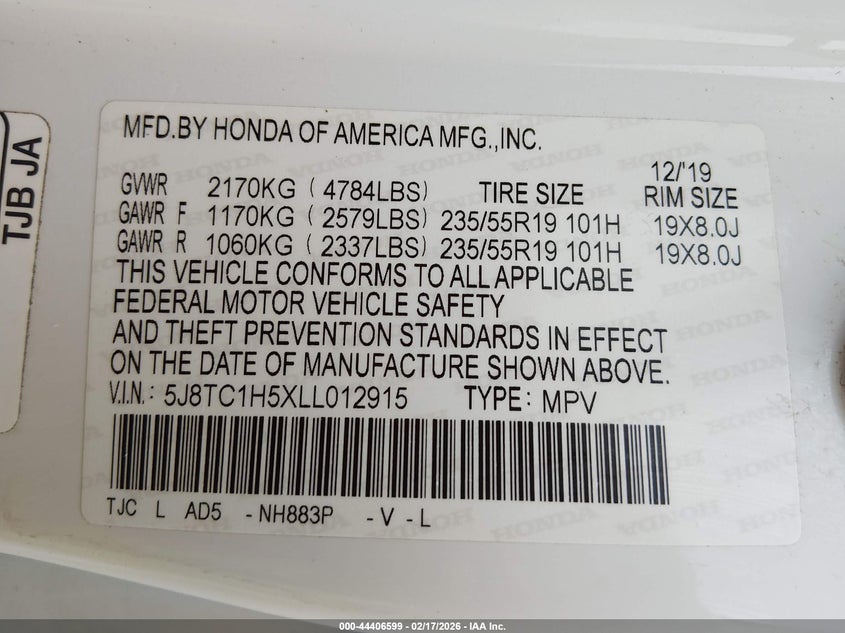 TJB JA
MFD.BY HONDA OF AMERICA MFG.,INC.
12/'19
GVWR 2170KG (4784LBS) TIRE SIZE RIM SIZE
GAWR F 1170KG (2579LBS) 235/55R19 101H 19X8.0J
GAWR R 1060KG (2337LBS) 235/55R19 101H 19X8.0J
THIS VEHICLE CONFORMS TO ALL APPLICABLE
FEDERAL MOTOR VEHICLE SAFETY
AND THEFT PREVENTION STANDARDS IN EFFECT
ON THE DATE OF MANUFACTURE SHOWN ABOVE.
V.I.N.: 5J8TC1H5XLL012915 TYPE: MPV
TJC L AD5 -NH883P -V -L
000-44406599 - 02/17/2026 - IAA Inc.